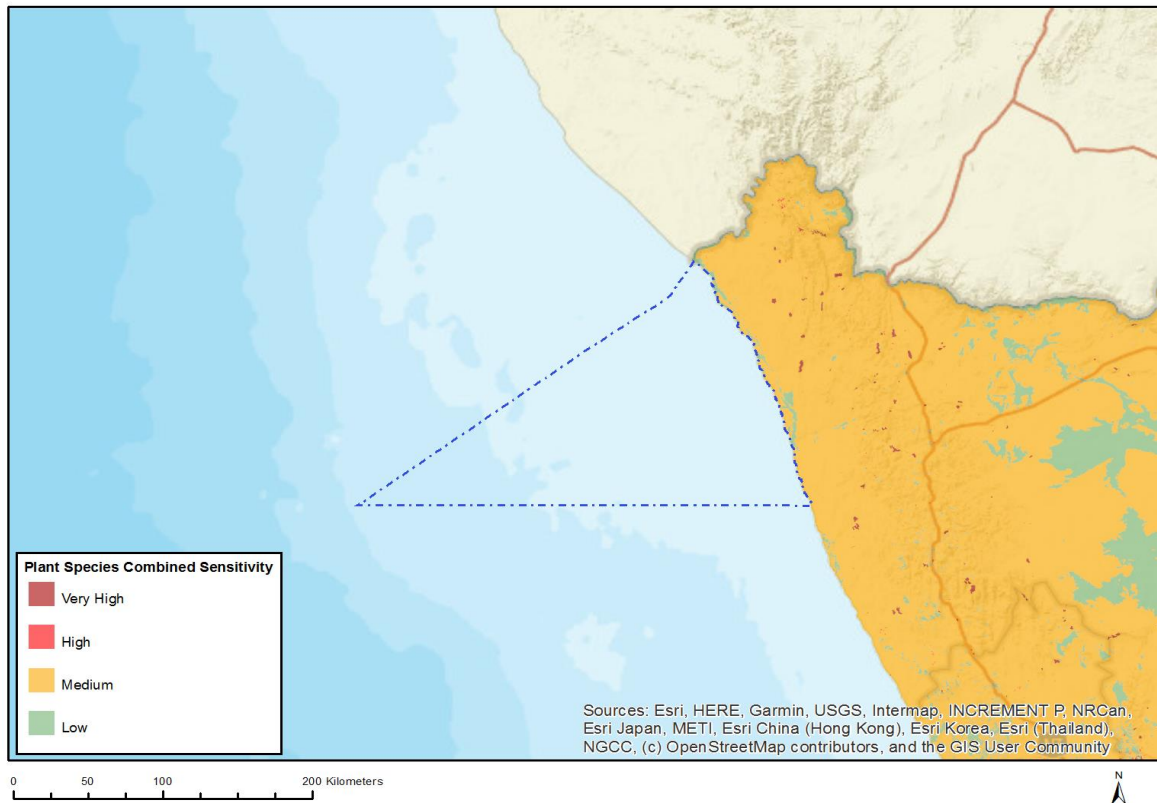 Plant Species Combined Sensitivity
Very High
High
Medium
Low
Sources: Esri, HERE, Garmin, USGS, Intermap, INCREMENT P, NRCan,
Esri Japan, METI, Esri China (Hong Kong), Esri Korea, Esri (Thailand),
NGCC, (c) OpenStreetMap contributors, and the GIS User Community
0 50 100 200 Kilometers
N